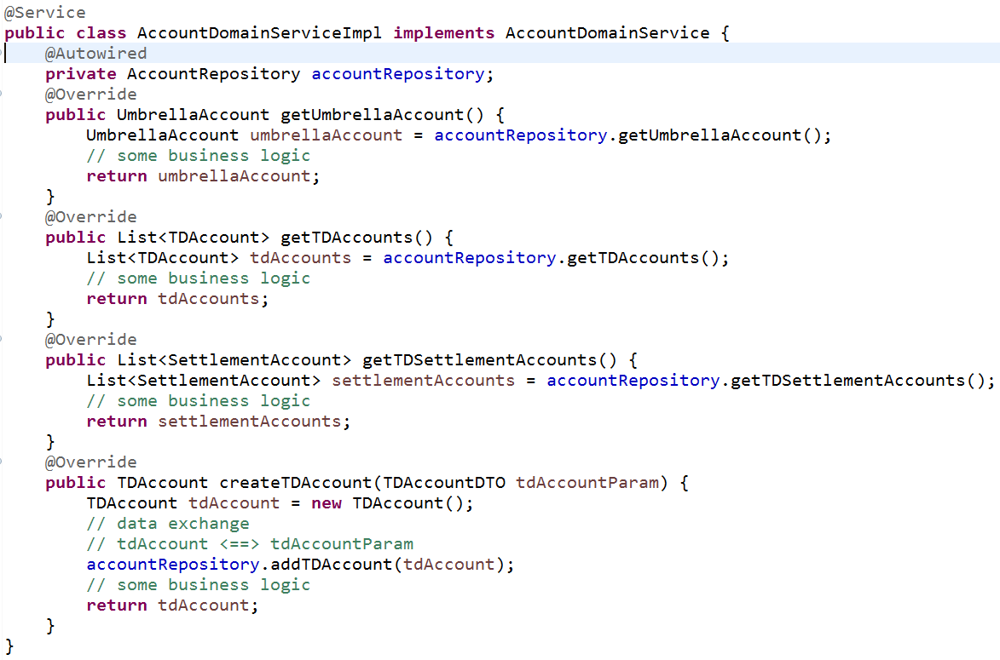 @Service
public class AccountDomainServiceImpl implements AccountDomainService {
    @Autowired
    private AccountRepository accountRepository;
    @Override
    public UmbrellaAccount getUmbrellaAccount() {
        UmbrellaAccount umbrellaAccount = accountRepository.getUmbrellaAccount();
        // some business logic
        return umbrellaAccount;
    }
    @Override
    public List<TDAccount> getTDAccounts() {
        List<TDAccount> tdAccounts = accountRepository.getTDAccounts();
        // some business logic
        return tdAccounts;
    }
    @Override
    public List<SettlementAccount> getTDSettlementAccounts() {
        List<SettlementAccount> settlementAccounts = accountRepository.getTDSettlementAccounts();
        // some business logic
        return settlementAccounts;
    }
    @Override
    public TDAccount createTDAccount(TDAccountDTO tdAccountParam) {
        TDAccount tdAccount = new TDAccount();
        // data exchange
        // tdAccount <==> tdAccountParam
        accountRepository.addTDAccount(tdAccount);
        // some business logic
        return tdAccount;
    }
}